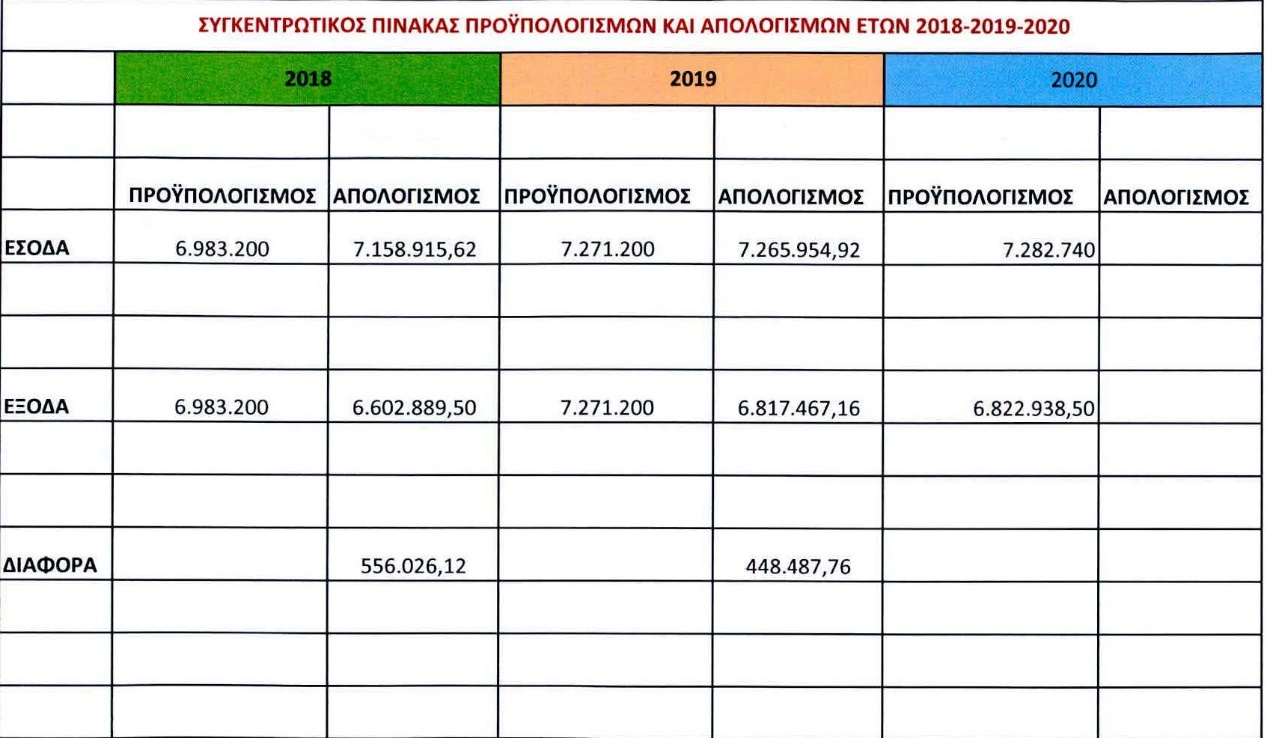 ΣΥΓΚΕΝΤΡΩΤΙΚΟΣ ΠΙΝΑΚΑΣ ΠΡΟΫΠΟΛΟΓΙΣΜΩΝ ΚΑΙ ΑΠΟΛΟΓΙΣΜΩΝ ΕΤΩΝ 2018-2019-2020
2018 2019 2020
ΠΡΟΫΠΟΛΟΓΙΣΜΟΣ ΑΠΟΛΟΓΙΣΜΟΣ ΠΡΟΫΠΟΛΟΓΙΣΜΟΣ ΑΠΟΛΟΓΙΣΜΟΣ ΠΡΟΫΠΟΛΟΓΙΣΜΟΣ ΑΠΟΛΟΓΙΣΜΟΣ
ΕΣΟΔΑ 6.983.200 7.158.915,62 7.271.200 7.265.954,92 7.282.740
ΕΞΟΔΑ 6.983.200 6.602.889,50 7.271.200 6.817.467,16 6.822.938,50
ΔΙΑΦΟΡΑ 556.026,12 448.487,76